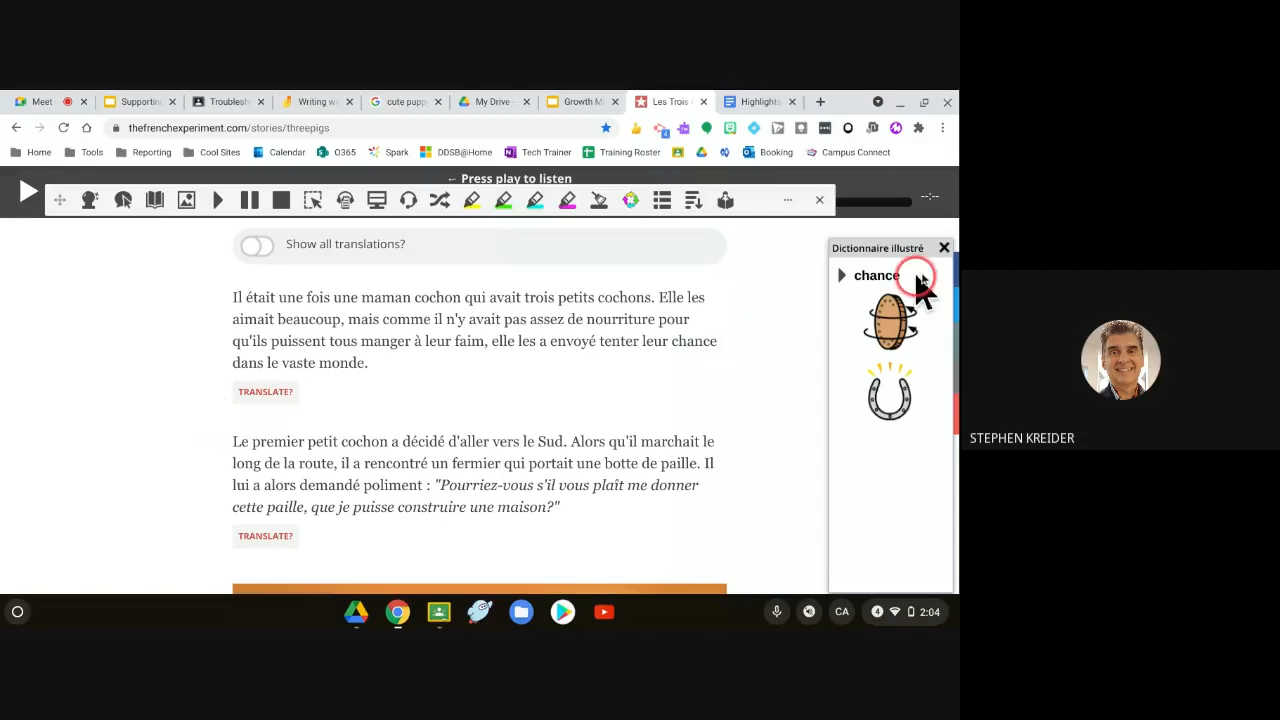 Meet
Supporting
Troublesh
Writing w
cute pupp
My Drive
Growth M
Les Trois
Highlights
thefrenchexperiment.com/stories/threepigs
Home
Tools
Reporting
Cool Sites
Calendar
O365
Spark
DDSB@Home
Tech Trainer
Training Roster
Booking
Campus Connect
← Press play to listen
--:--
Show all translations?
Dictionnaire illustré
chance
Il était une fois une maman cochon qui avait trois petits cochons. Elle les
aimait beaucoup, mais comme il n'y avait pas assez de nourriture pour
qu'ils puissent tous manger à leur faim, elle les a envoyé tenter leur chance
dans le vaste monde.
TRANSLATE?
Le premier petit cochon a décidé d'aller vers le Sud. Alors qu'il marchait le
long de la route, il a rencontré un fermier qui portait une botte de paille. Il
lui a alors demandé poliment : "Pourriez-vous s'il vous plaît me donner
cette paille, que je puisse construire une maison?"
TRANSLATE?
STEPHEN KREIDER
CA
4
2:04